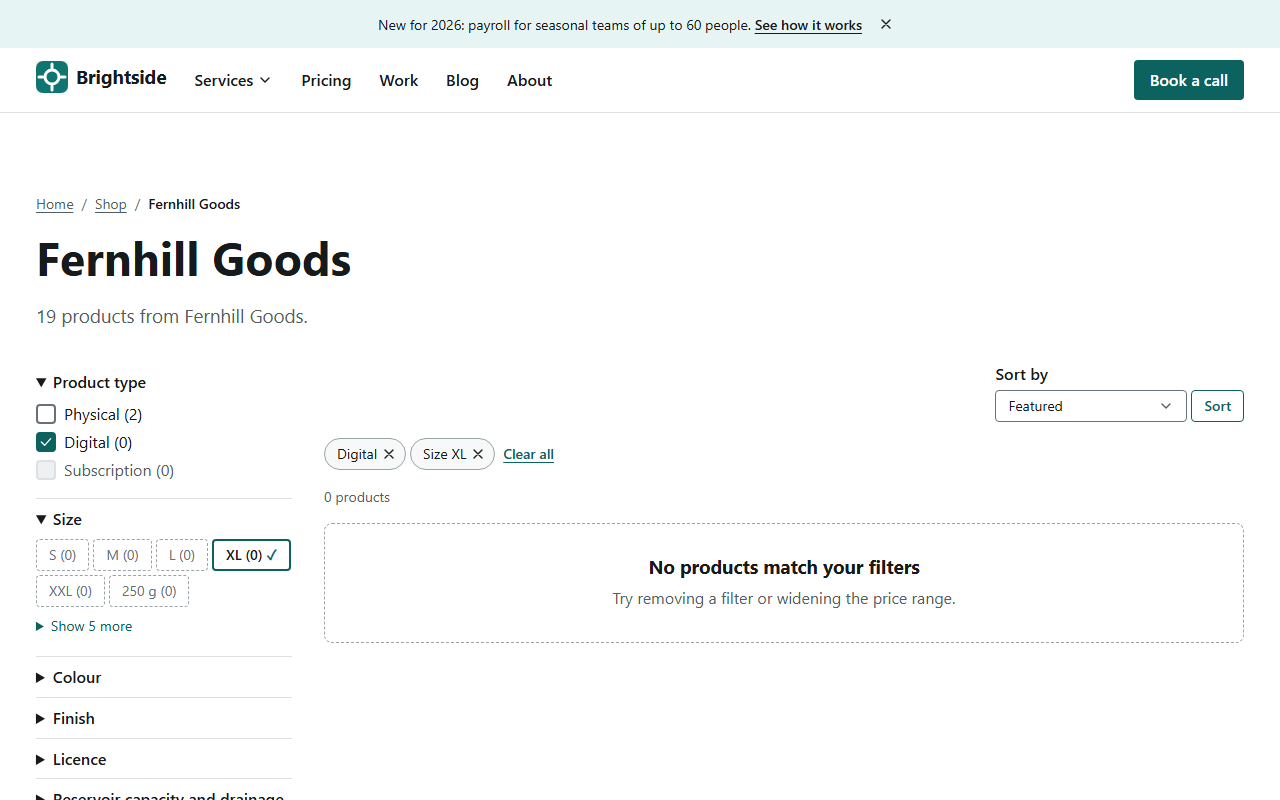 New for 2026: payroll for seasonal teams of up to 60 people. See how it works
Brightside
Services
Pricing
Work
Blog
About
Book a call
Home / Shop / Fernhill Goods
Fernhill Goods
19 products from Fernhill Goods.
Product type
Physical (2)
Digital (0)
Subscription (0)
Size
S (0)
M (0)
L (0)
XL (0) ✓
XXL (0)
250 g (0)
Show 5 more
Colour
Finish
Licence
Reservoir capacity and drainage
Sort by
Featured
Sort
Digital
Size XL
Clear all
0 products
No products match your filters
Try removing a filter or widening the price range.